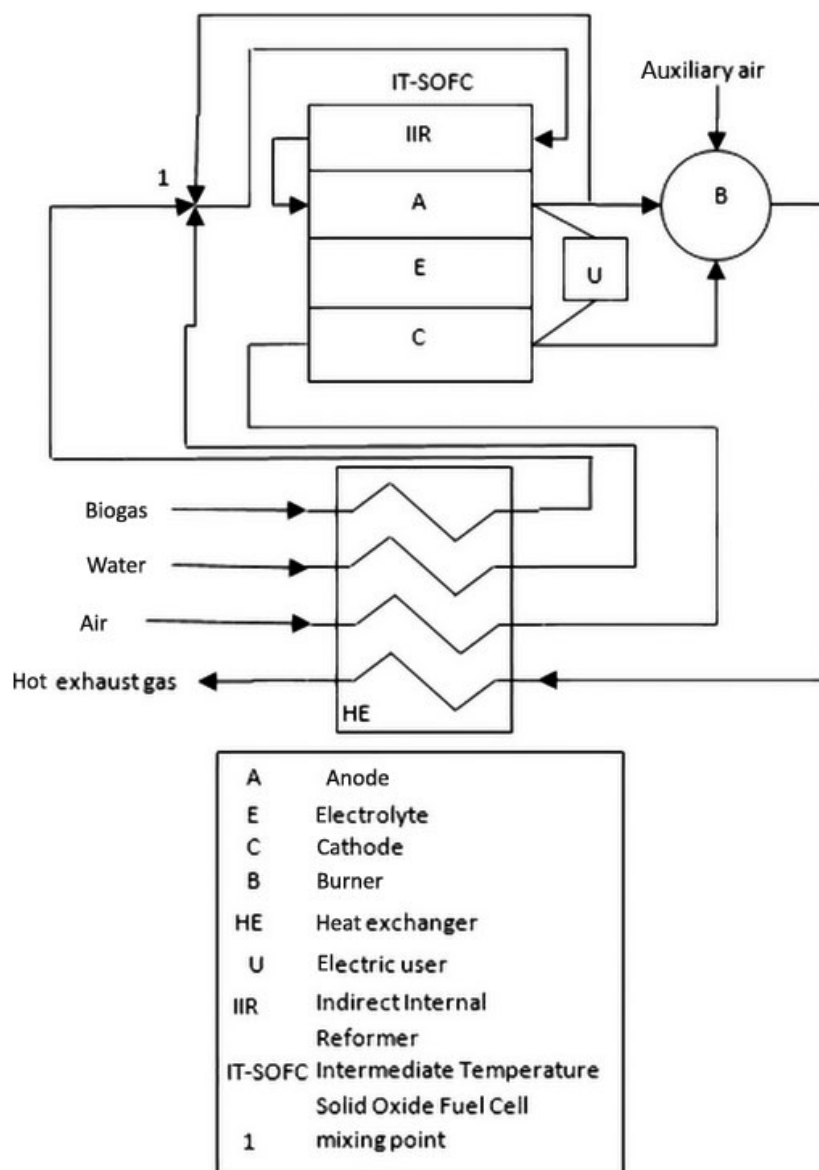 Auxiliary air
IT-SOFC
IIR
1
A
B
E
U
C
Biogas
Water
Air
Hot exhaust gas
HE
A Anode
E Electrolyte
C Cathode
B Burner
HE Heat exchanger
U Electric user
IIR Indirect Internal
Reformer
IT-SOFC Intermediate Temperature
Solid Oxide Fuel Cell
1 mixing point